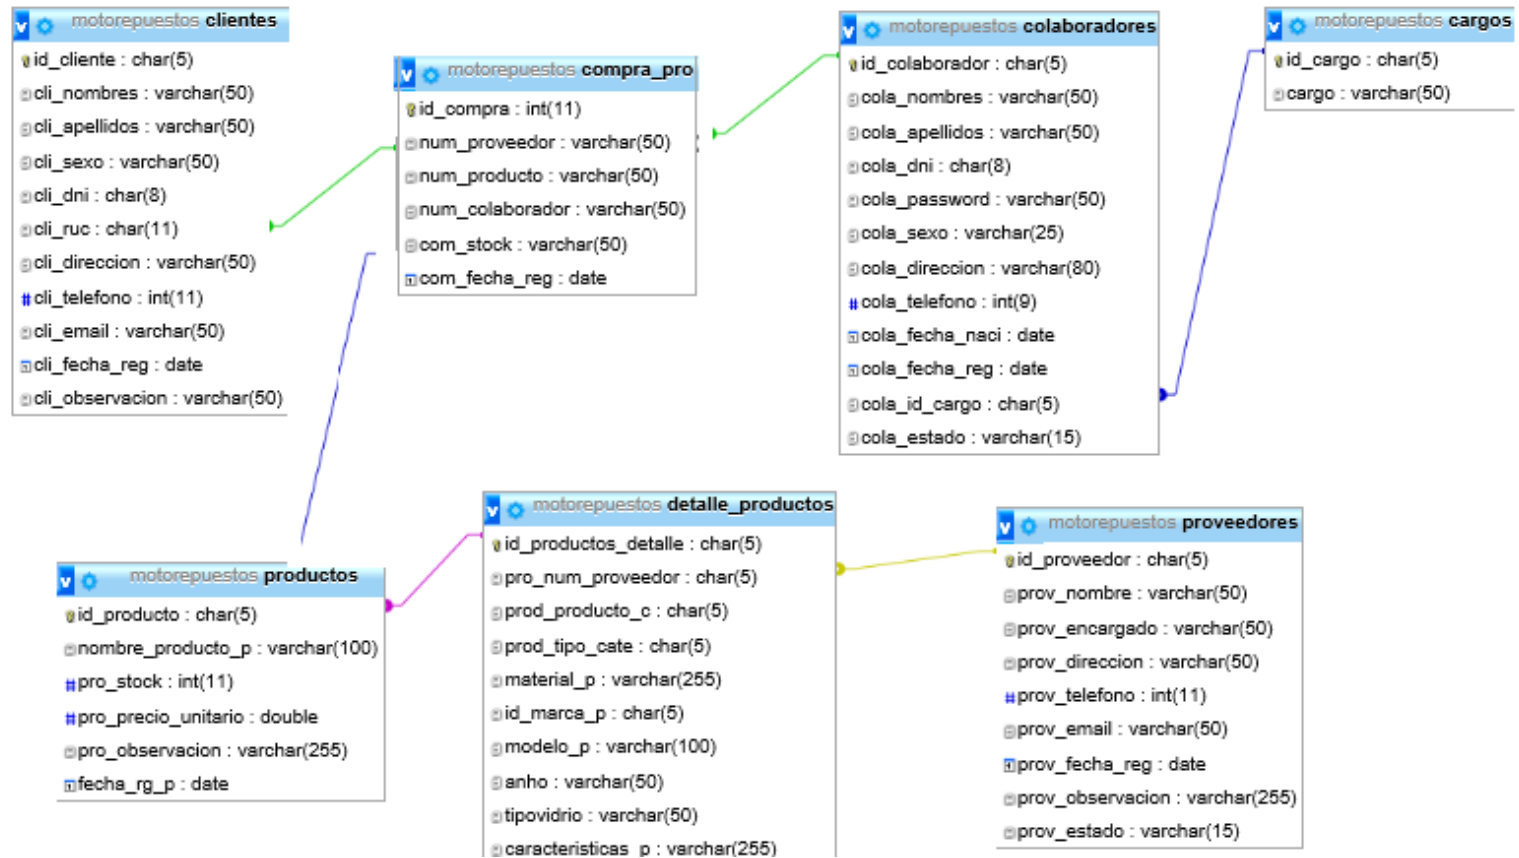 motorepuestos clientes
id_cliente : char(5)
cli_nombres : varchar(50)
cli_apellidos : varchar(50)
cli_sexo : varchar(50)
cli_dni : char(8)
cli_ruc : char(11)
cli_direccion : varchar(50)
#cli_telefono : int(11)
cli_email : varchar(50)
cli_fecha_reg : date
cli_observacion : varchar(50)
motorepuestos compra_pro
id_compra : int(11)
num_proveedor : varchar(50)
num_producto : varchar(50)
num_colaborador : varchar(50)
com_stock : varchar(50)
com_fecha_reg : date
motorepuestos colaboradores
id_colaborador : char(5)
cola_nombres : varchar(50)
cola_apellidos : varchar(50)
cola_dni : char(8)
cola_password : varchar(50)
cola_sexo : varchar(25)
cola_direccion : varchar(80)
#cola_telefono : int(9)
cola_fecha_naci : date
cola_fecha_reg : date
cola_id_cargo : char(5)
cola_estado : varchar(15)
motorepuestos cargos
id_cargo : char(5)
cargo : varchar(50)
motorepuestos productos
id_producto : char(5)
nombre_producto_p : varchar(100)
#pro_stock : int(11)
#pro_precio_unitario : double
pro_observacion : varchar(255)
fecha_rg_p : date
motorepuestos detalle_productos
id_productos_detalle : char(5)
pro_num_proveedor : char(5)
prod_producto_c : char(5)
prod_tipo_cate : char(5)
material_p : varchar(255)
id_marca_p : char(5)
modelo_p : varchar(100)
anho : varchar(50)
tipovidrio : varchar(50)
caracteristicas_p : varchar(255)
motorepuestos proveedores
id_proveedor : char(5)
prov_nombre : varchar(50)
prov_encargado : varchar(50)
prov_direccion : varchar(50)
#prov_telefono : int(11)
prov_email : varchar(50)
prov_fecha_reg : date
prov_observacion : varchar(255)
prov_estado : varchar(15)